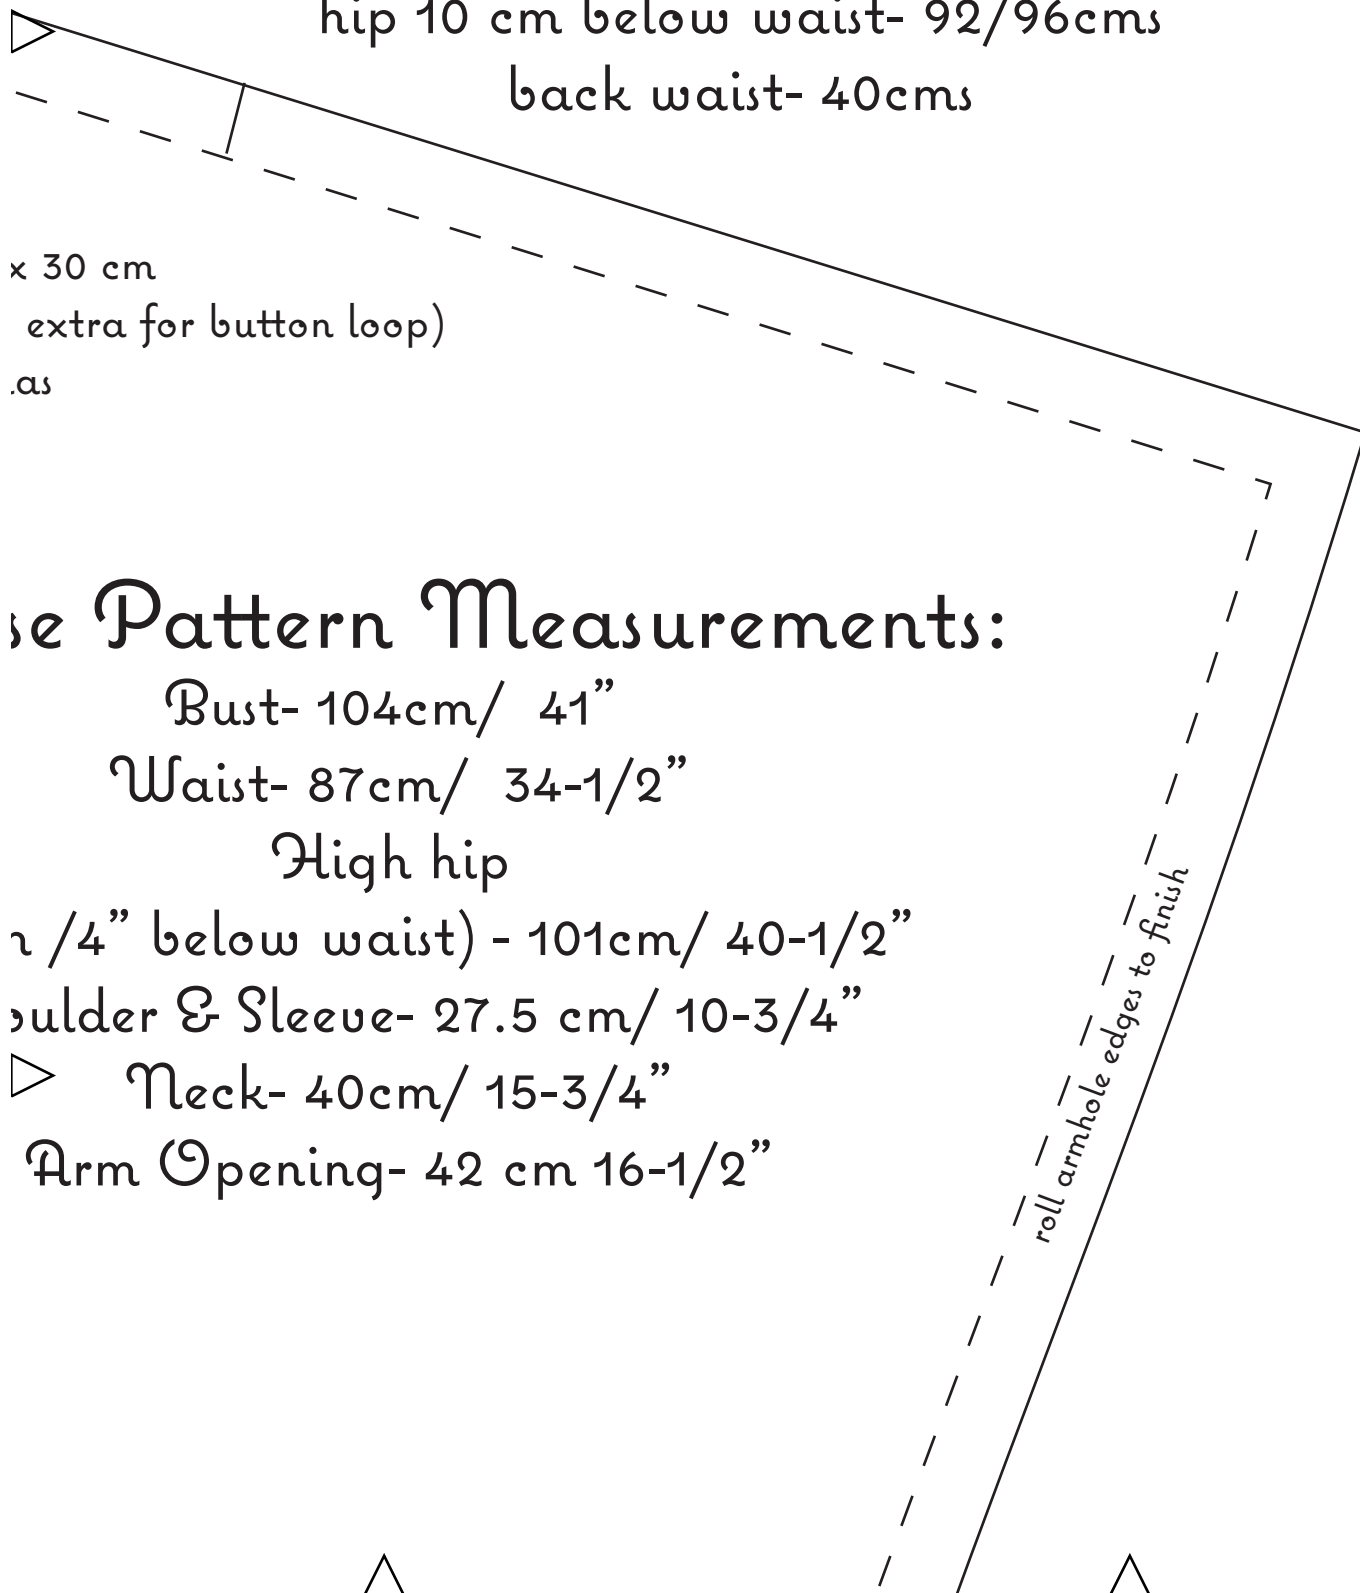 hip 10 cm below waist- 92/96cms
back waist- 40cms
x 30 cm
extra for button loop)
as
se Pattern Measurements:
Bust- 104cm/ 41”
Waist- 87cm/ 34-1/2”
High hip
/4” below waist) - 101cm/ 40-1/2”
oulder & Sleeve- 27.5 cm/ 10-3/4”
Neck- 40cm/ 15-3/4”
Arm Opening- 42 cm 16-1/2”
roll armhole edges to finish